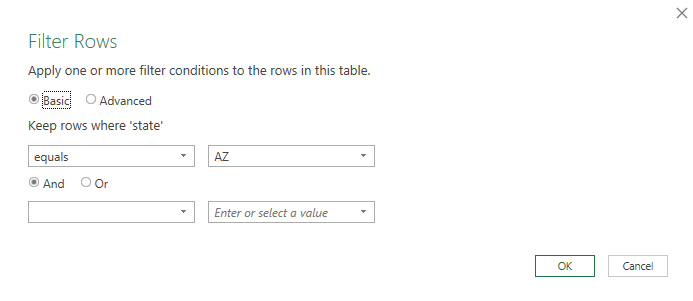 Filter Rows
Apply one or more filter conditions to the rows in this table.
Basic Advanced
Keep rows where 'state'
equals AZ
And Or
Enter or select a value
OK Cancel